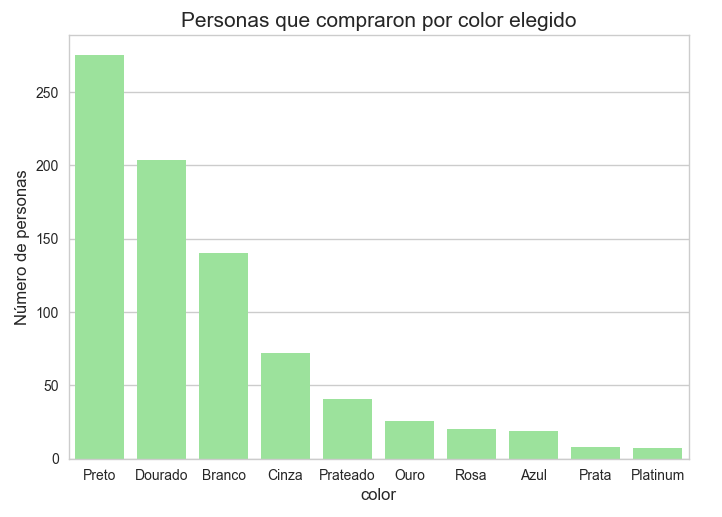 Personas que compraron por color elegido
Número de personas
250
200
150
100
50
0
Preto Dourado Branco Cinza Prateado Ouro Rosa Azul Prata Platinum
color